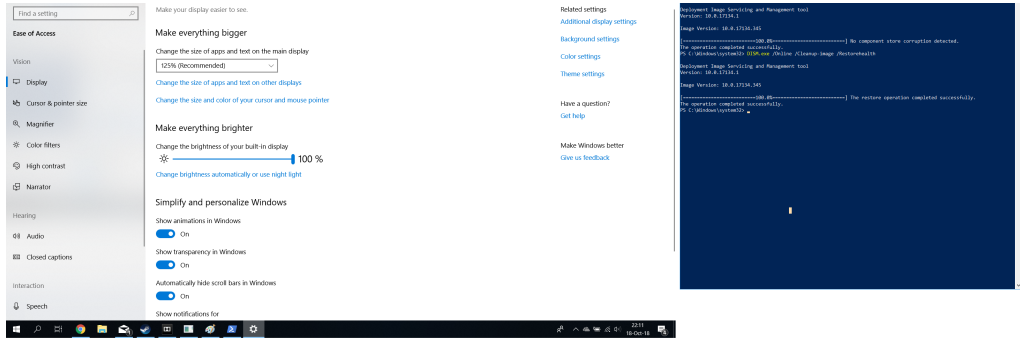 Find a setting
Ease of Access
Vision
Display
Cursor & pointer size
Magnifier
Color filters
High contrast
Narrator
Hearing
Audio
Closed captions
Interaction
Speech
Make your display easier to see.
Make everything bigger
Change the size of apps and text on the main display
125% (Recommended)
Change the size of apps and text on other displays
Change the size and color of your cursor and mouse pointer
Make everything brighter
Change the brightness of your built-in display
100 %
Change brightness automatically or use night light
Simplify and personalize Windows
Show animations in Windows
On
Show transparency in Windows
On
Automatically hide scroll bars in Windows
On
Show notifications for
Related settings
Additional display settings
Background settings
Color settings
Theme settings
Have a question?
Get help
Make Windows better
Give us feedback
22:11
18-Oct-18
Deployment Image Servicing and Management tool
Version: 10.0.17134.1
Image Version: 10.0.17134.345
[===========================100.0%===========================] No component store corruption detected.
The operation completed successfully.
PS C:\Windows\system32> DISM.exe /Online /Cleanup-image /Restorehealth
Deployment Image Servicing and Management tool
Version: 10.0.17134.1
Image Version: 10.0.17134.345
[===========================100.0%===========================] The restore operation completed successfully.
The operation completed successfully.
PS C:\Windows\system32> _